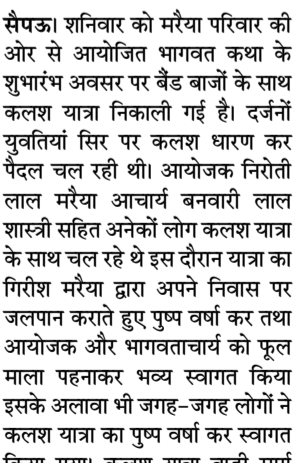 सैपऊ। शनिवार को मरैया परिवार की
ओर से आयोजित भागवत कथा के
शुभारंभ अवसर पर बैंड बाजों के साथ
कलश यात्रा निकाली गई है। दर्जनों
युवतियां सिर पर कलश धारण कर
पैदल चल रही थी। आयोजक निरोती
लाल मरैया आचार्य बनवारी लाल
शास्त्री सहित अनेकों लोग कलश यात्रा
के साथ चल रहे थे इस दौरान यात्रा का
गिरीश मरैया द्वारा अपने निवास पर
जलपान कराते हुए पुष्प वर्षा कर तथा
आयोजक और भागवताचार्य को फूल
माला पहनाकर भव्य स्वागत किया
इसके अलावा भी जगह-जगह लोगों ने
कलश यात्रा का पुष्प वर्षा कर स्वागत